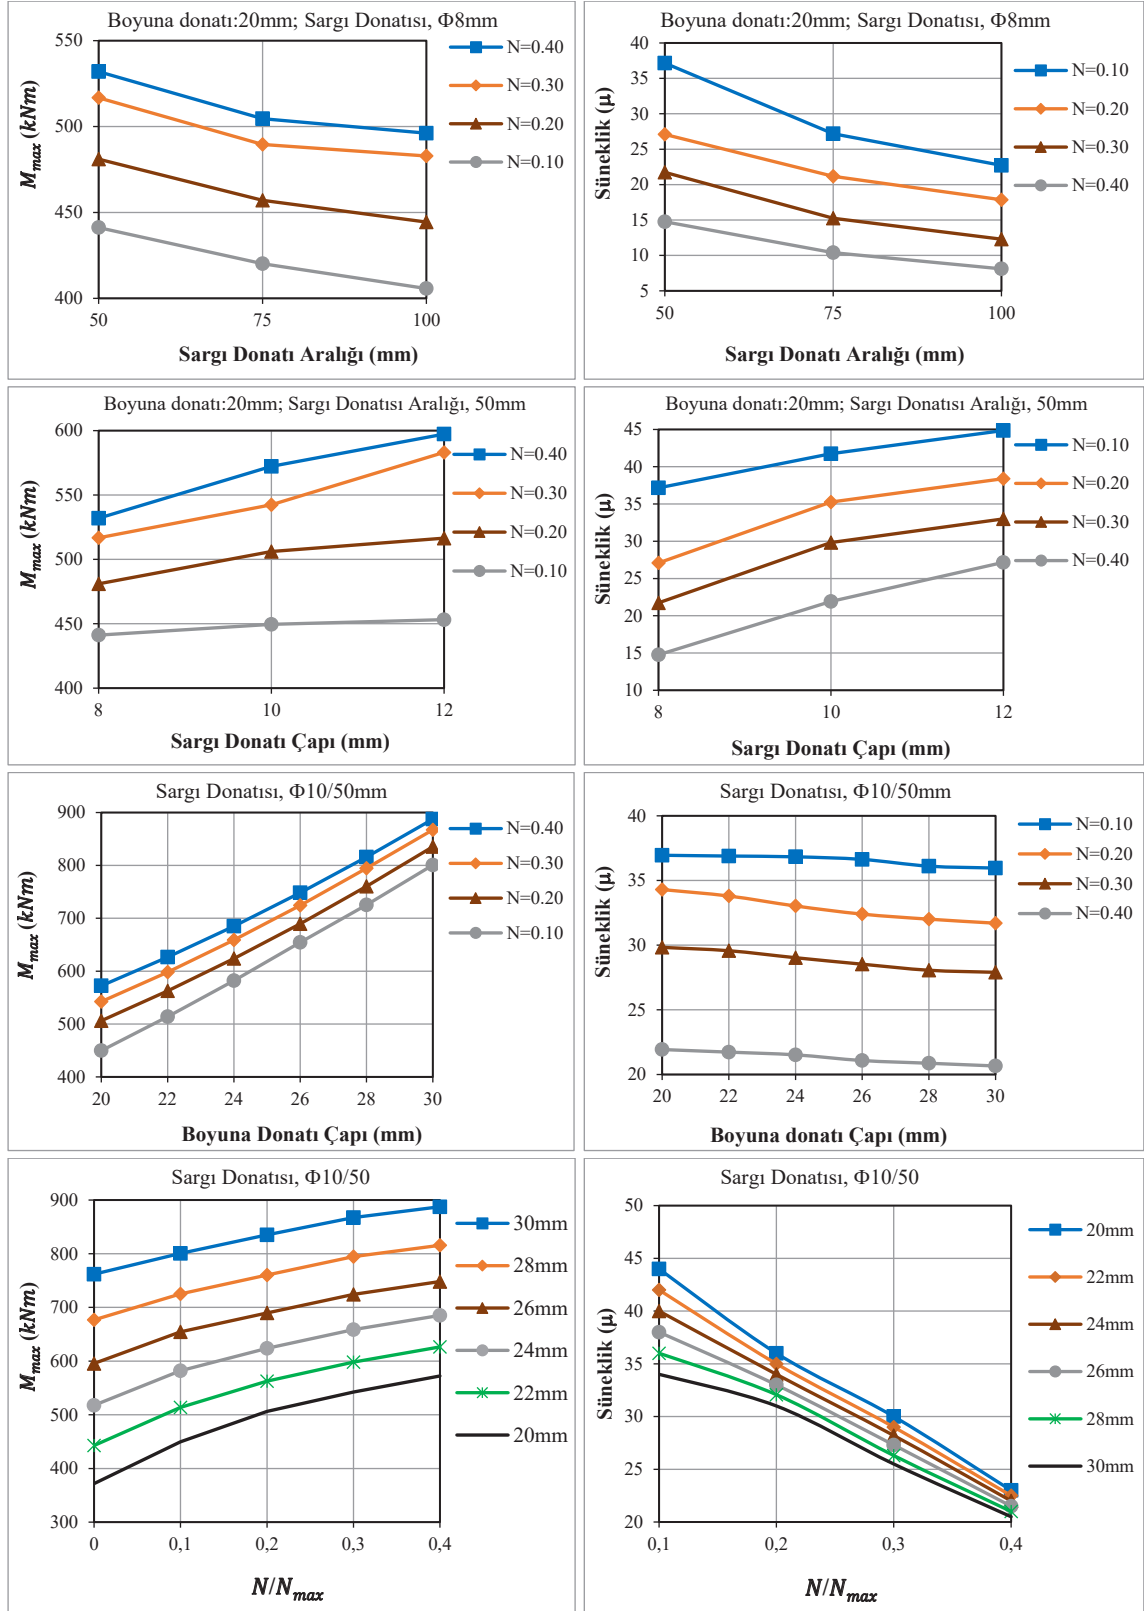 Boyuna donatı:20mm; Sargı Donatısı, Φ8mm
M_max (kNm)
550
500
450
400
50 75 100
Sargı Donatı Aralığı (mm)
N=0.40
N=0.30
N=0.20
N=0.10
Boyuna donatı:20mm; Sargı Donatısı, Φ8mm
Süneklik (μ)
40
35
30
25
20
15
10
5
50 75 100
Sargı Donatı Aralığı (mm)
N=0.10
N=0.20
N=0.30
N=0.40
Boyuna donatı:20mm; Sargı Donatısı Aralığı, 50mm
M_max (kNm)
600
550
500
450
400
8 10 12
Sargı Donatı Çapı (mm)
N=0.40
N=0.30
N=0.20
N=0.10
Boyuna donatı:20mm; Sargı Donatısı Aralığı, 50mm
Süneklik (μ)
45
40
35
30
25
20
15
10
8 10 12
Sargı Donatı Çapı (mm)
N=0.10
N=0.20
N=0.30
N=0.40
Sargı Donatısı, Φ10/50mm
M_max (kNm)
900
800
700
600
500
400
20 22 24 26 28 30
Boyuna Donatı Çapı (mm)
N=0.40
N=0.30
N=0.20
N=0.10
Sargı Donatısı, Φ10/50mm
Süneklik (μ)
40
35
30
25
20
20 22 24 26 28 30
Boyuna donatı Çapı (mm)
N=0.10
N=0.20
N=0.30
N=0.40
Sargı Donatısı, Φ10/50
M_max (kNm)
900
800
700
600
500
400
300
0 0,1 0,2 0,3 0,4
N/N_max
30mm
28mm
26mm
24mm
22mm
20mm
Sargı Donatısı, Φ10/50
Süneklik (μ)
50
45
40
35
30
25
20
0,1 0,2 0,3 0,4
N/N_max
20mm
22mm
24mm
26mm
28mm
30mm